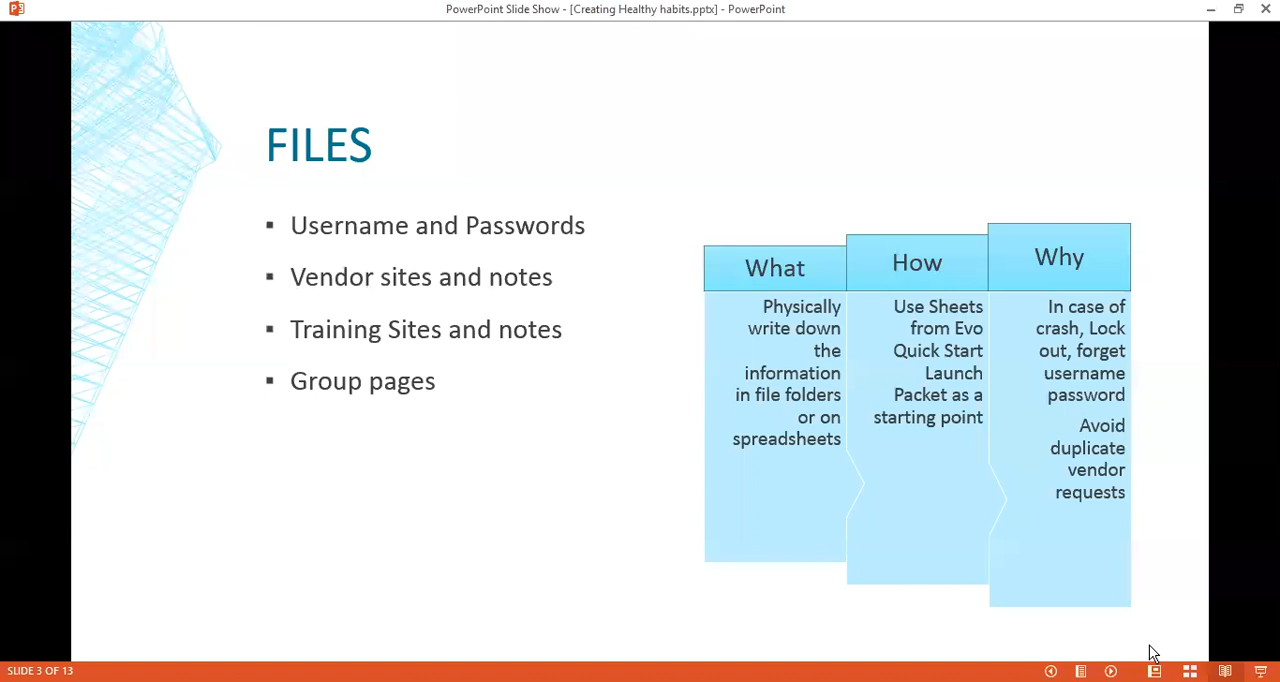 PowerPoint Slide Show - [Creating Healthy habits.pptx] - PowerPoint
FILES
▪ Username and Passwords
▪ Vendor sites and notes
▪ Training Sites and notes
▪ Group pages
What
Physically
write down
the
information
in file folders
or on
spreadsheets
How
Use Sheets
from Evo
Quick Start
Launch
Packet as a
starting point
Why
In case of
crash, Lock
out, forget
username
password
Avoid
duplicate
vendor
requests
SLIDE 3 OF 13